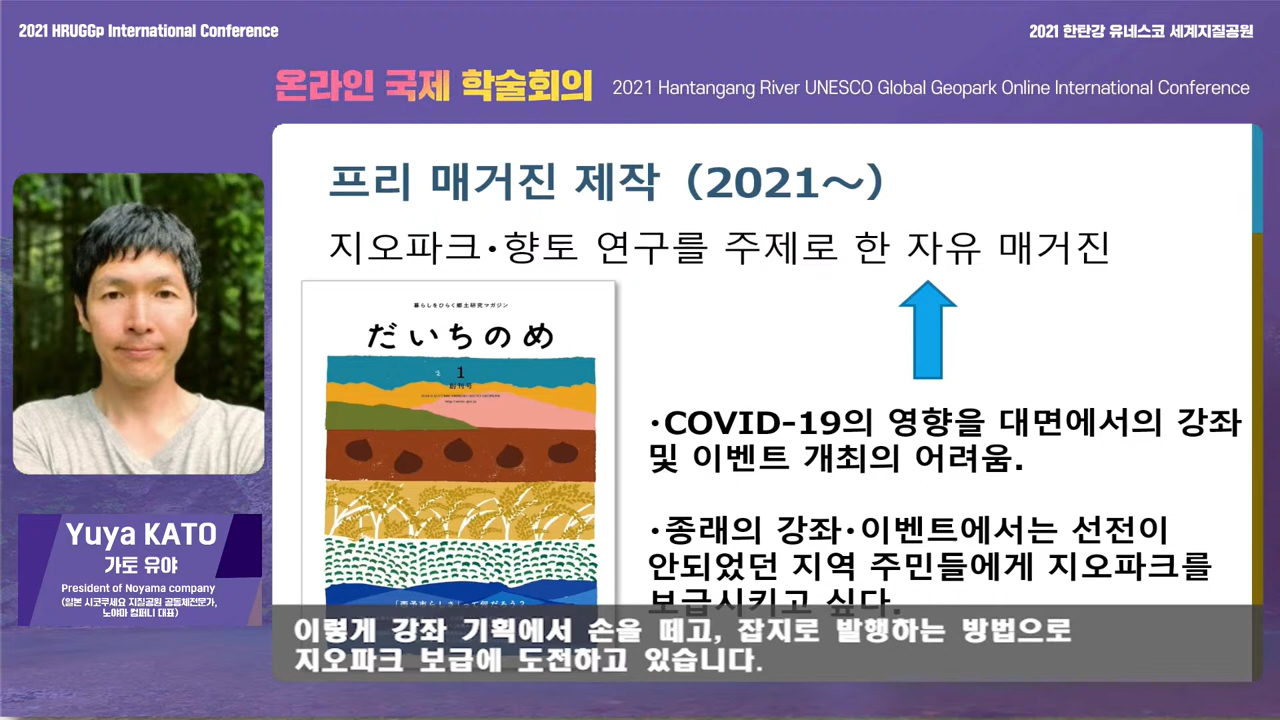 2021 HRUGGp International Conference
2021 한탄강 유네스코 세계지질공원
온라인 국제 학술회의
2021 Hantangang River UNESCO Global Geopark Online International Conference
프리 매거진 제작（2021～）
지오파크·향토 연구를 주제로 한 자유 매거진
暮らしをひらく郷土研究マガジン
だいちのめ
1
創刊号
·COVID-19의 영향을 대면에서의 강좌
및 이벤트 개최의 어려움.
·종래의 강좌·이벤트에서는 선전이
안되었던 지역 주민들에게 지오파크를
보급시키고 싶다.
Yuya KATO
가토 유야
President of Noyama company
(일본 시코쿠세요 지질공원 공동체전문가,
노야마 컴퍼니 대표)
이렇게 강좌 기획에서 손을 떼고, 잡지로 발행하는 방법으로
지오파크 보급에 도전하고 있습니다.